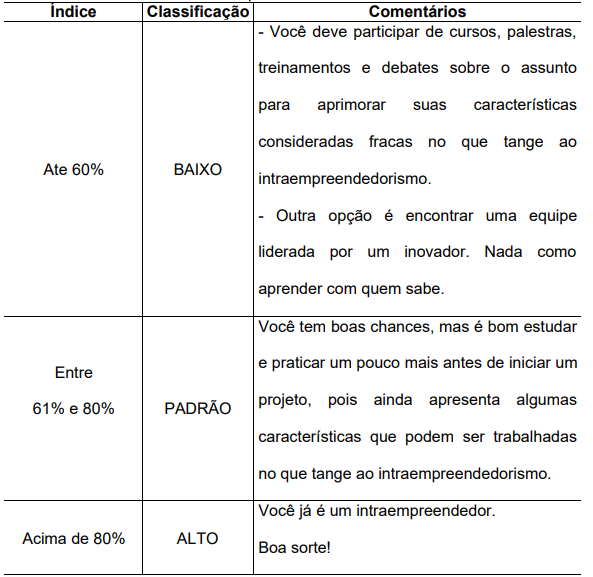 Índice Classificação Comentários
Ate 60%
BAIXO
- Você deve participar de cursos, palestras,
treinamentos e debates sobre o assunto
para aprimorar suas características
consideradas fracas no que tange ao
intraempreendedorismo.
- Outra opção é encontrar uma equipe
liderada por um inovador. Nada como
aprender com quem sabe.
Entre
61% e 80%
PADRÃO
Você tem boas chances, mas é bom estudar
e praticar um pouco mais antes de iniciar um
projeto, pois ainda apresenta algumas
características que podem ser trabalhadas
no que tange ao intraempreendedorismo.
Acima de 80%
ALTO
Você já é um intraempreendedor.
Boa sorte!